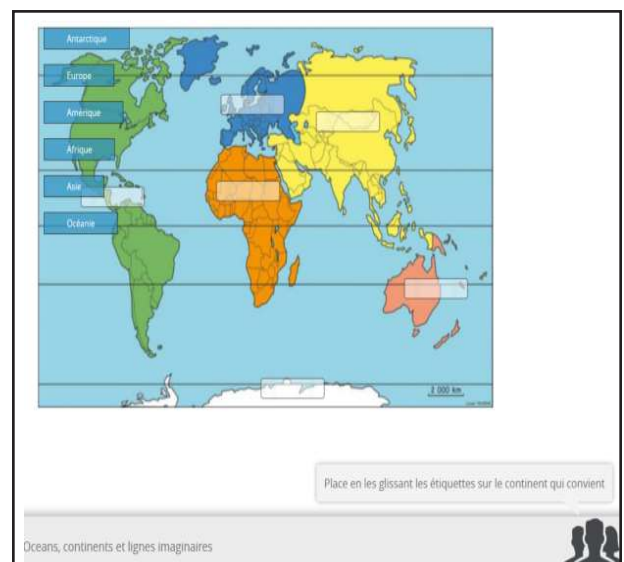 Antarctique
Europe
Amérique
Afrique
Asie
Océanie
2 000 km
Place en les glissant les étiquettes sur le continent qui convient
Oceans, continents et lignes imaginaires